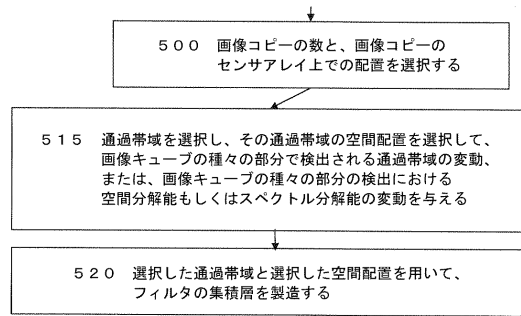 ５００ 画像コピーの数と、画像コピーの
センサアレイ上での配置を選択する
５１５ 通過帯域を選択し、その通過帯域の空間配置を選択して、
画像キューブの種々の部分で検出される通過帯域の変動、
または、画像キューブの種々の部分の検出における
空間分解能もしくはスペクトル分解能の変動を与える
５２０ 選択した通過帯域と選択した空間配置を用いて、
フィルタの集積層を製造する